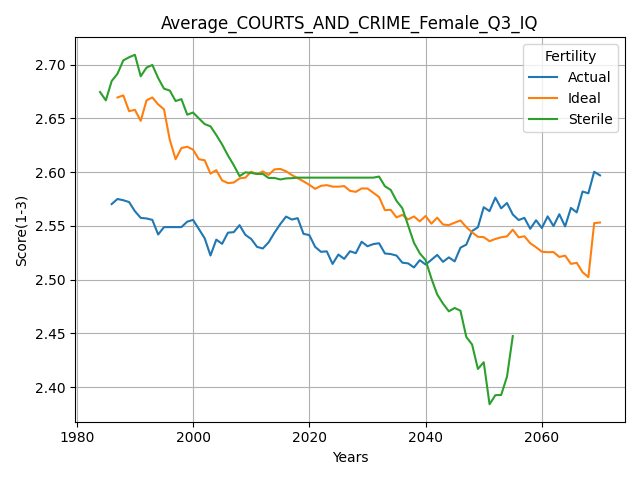 Average_COURTS_AND_CRIME_Female_Q3_IQ
Fertility
Actual
Ideal
Sterile
Score(1-3)
2.70
2.65
2.60
2.55
2.50
2.45
2.40
1980 2000 2020 2040 2060
Years